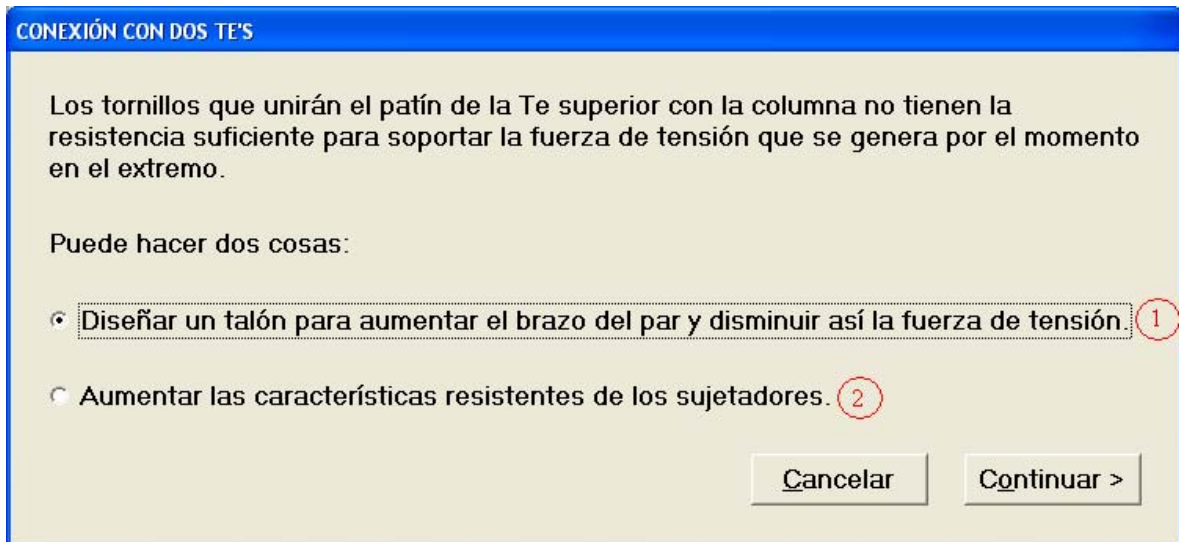 CONEXIÓN CON DOS TE'S
Los tornillos que unirán el patín de la Te superior con la columna no tienen la
resistencia suficiente para soportar la fuerza de tensión que se genera por el momento
en el extremo.
Puede hacer dos cosas:
Diseñar un talón para aumentar el brazo del par y disminuir así la fuerza de tensión. 1
Aumentar las características resistentes de los sujetadores. 2
Cancelar
Continuar >